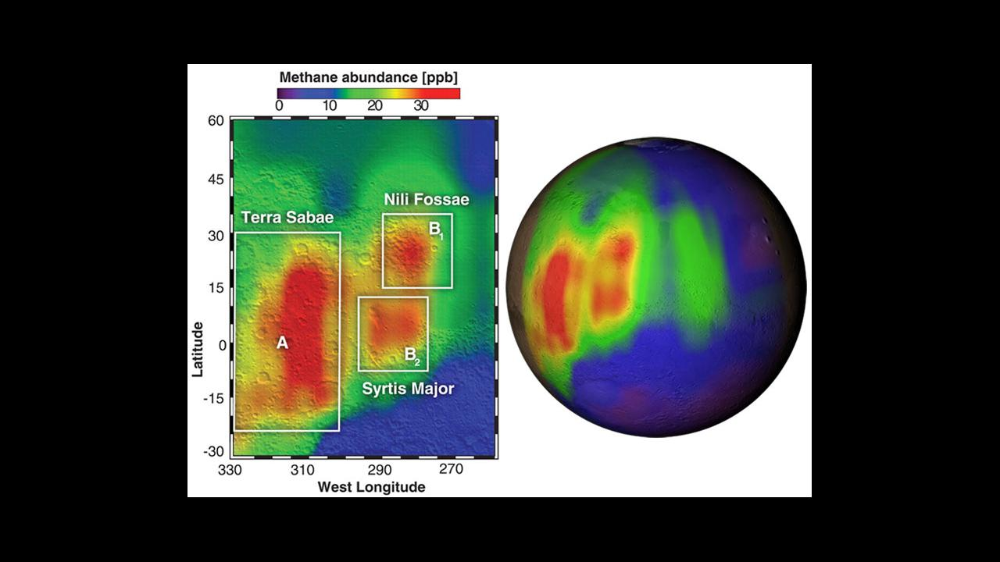 Methane abundance [ppb]
0 10 20 30
60
45
30
15
0
-15
-30
Latitude
Nili Fossae
B1
Terra Sabae
A
B2
Syrtis Major
330 310 290 270
West Longitude